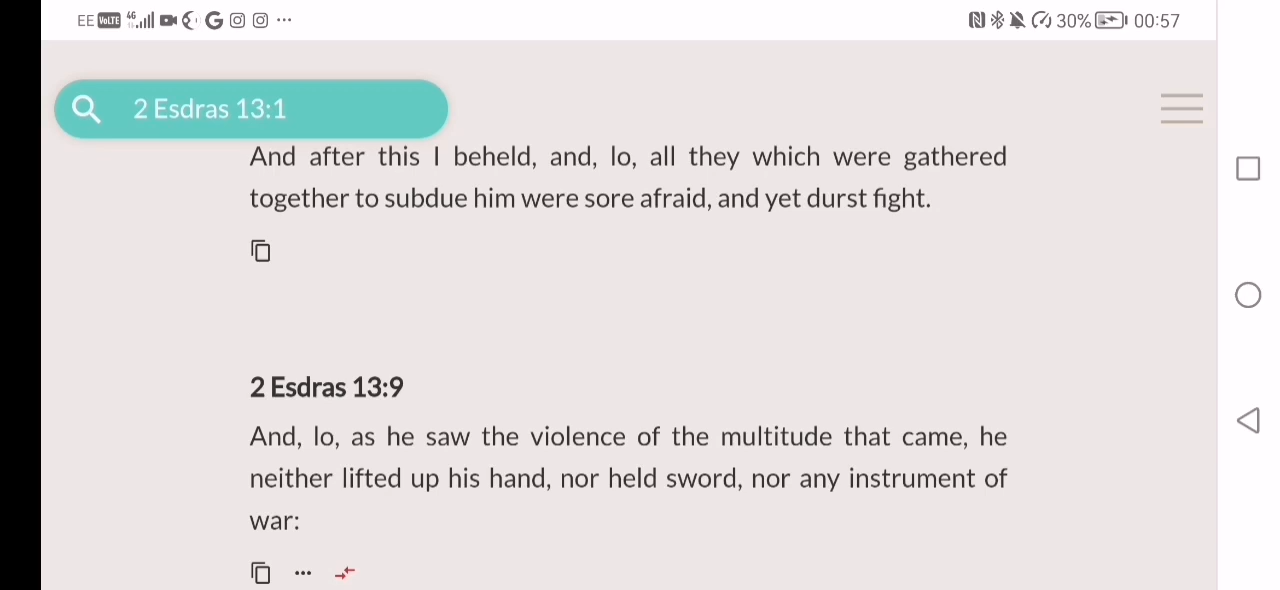 EE VoLTE 4G 30% 00:57
2 Esdras 13:1
And after this I beheld, and, lo, all they which were gathered
together to subdue him were sore afraid, and yet durst fight.
2 Esdras 13:9
And, lo, as he saw the violence of the multitude that came, he
neither lifted up his hand, nor held sword, nor any instrument of
war: